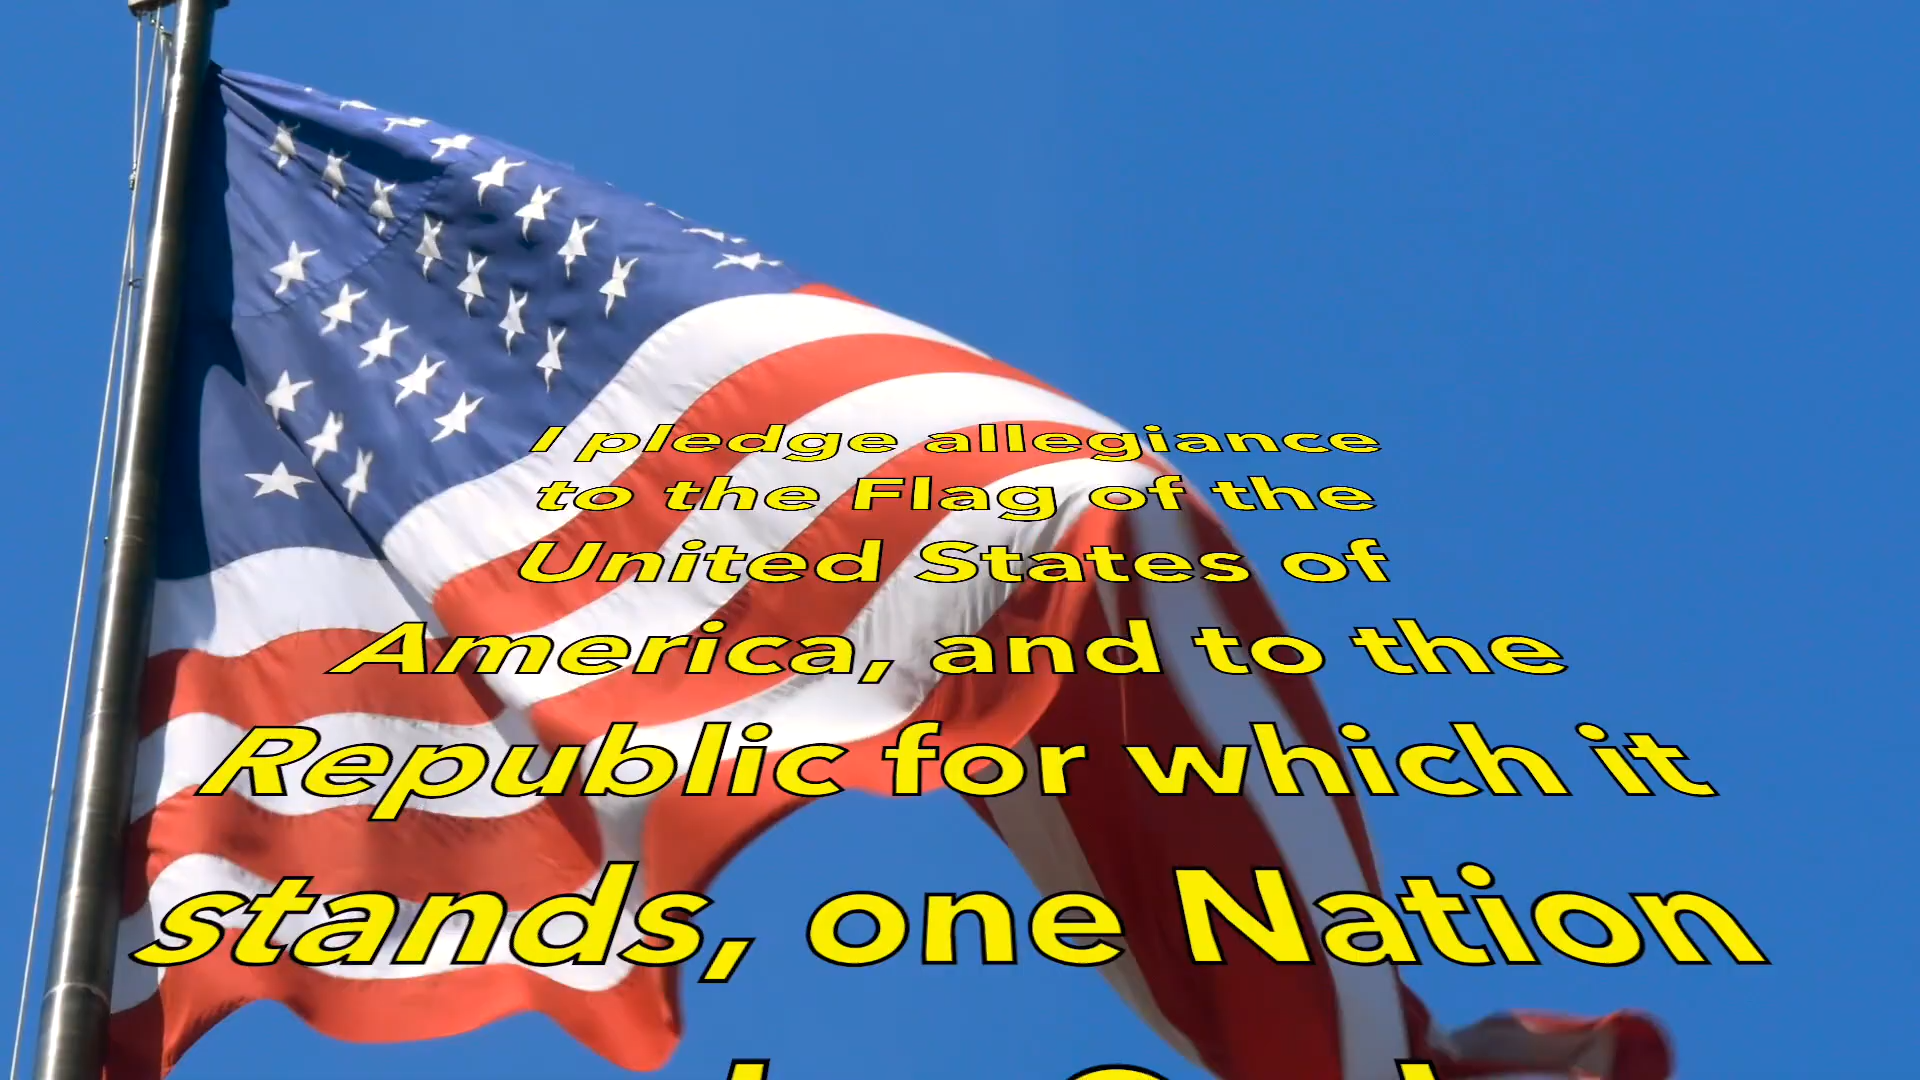 I pledge allegiance
to the Flag of the
United States of
America, and to the
Republic for which it
stands, one Nation